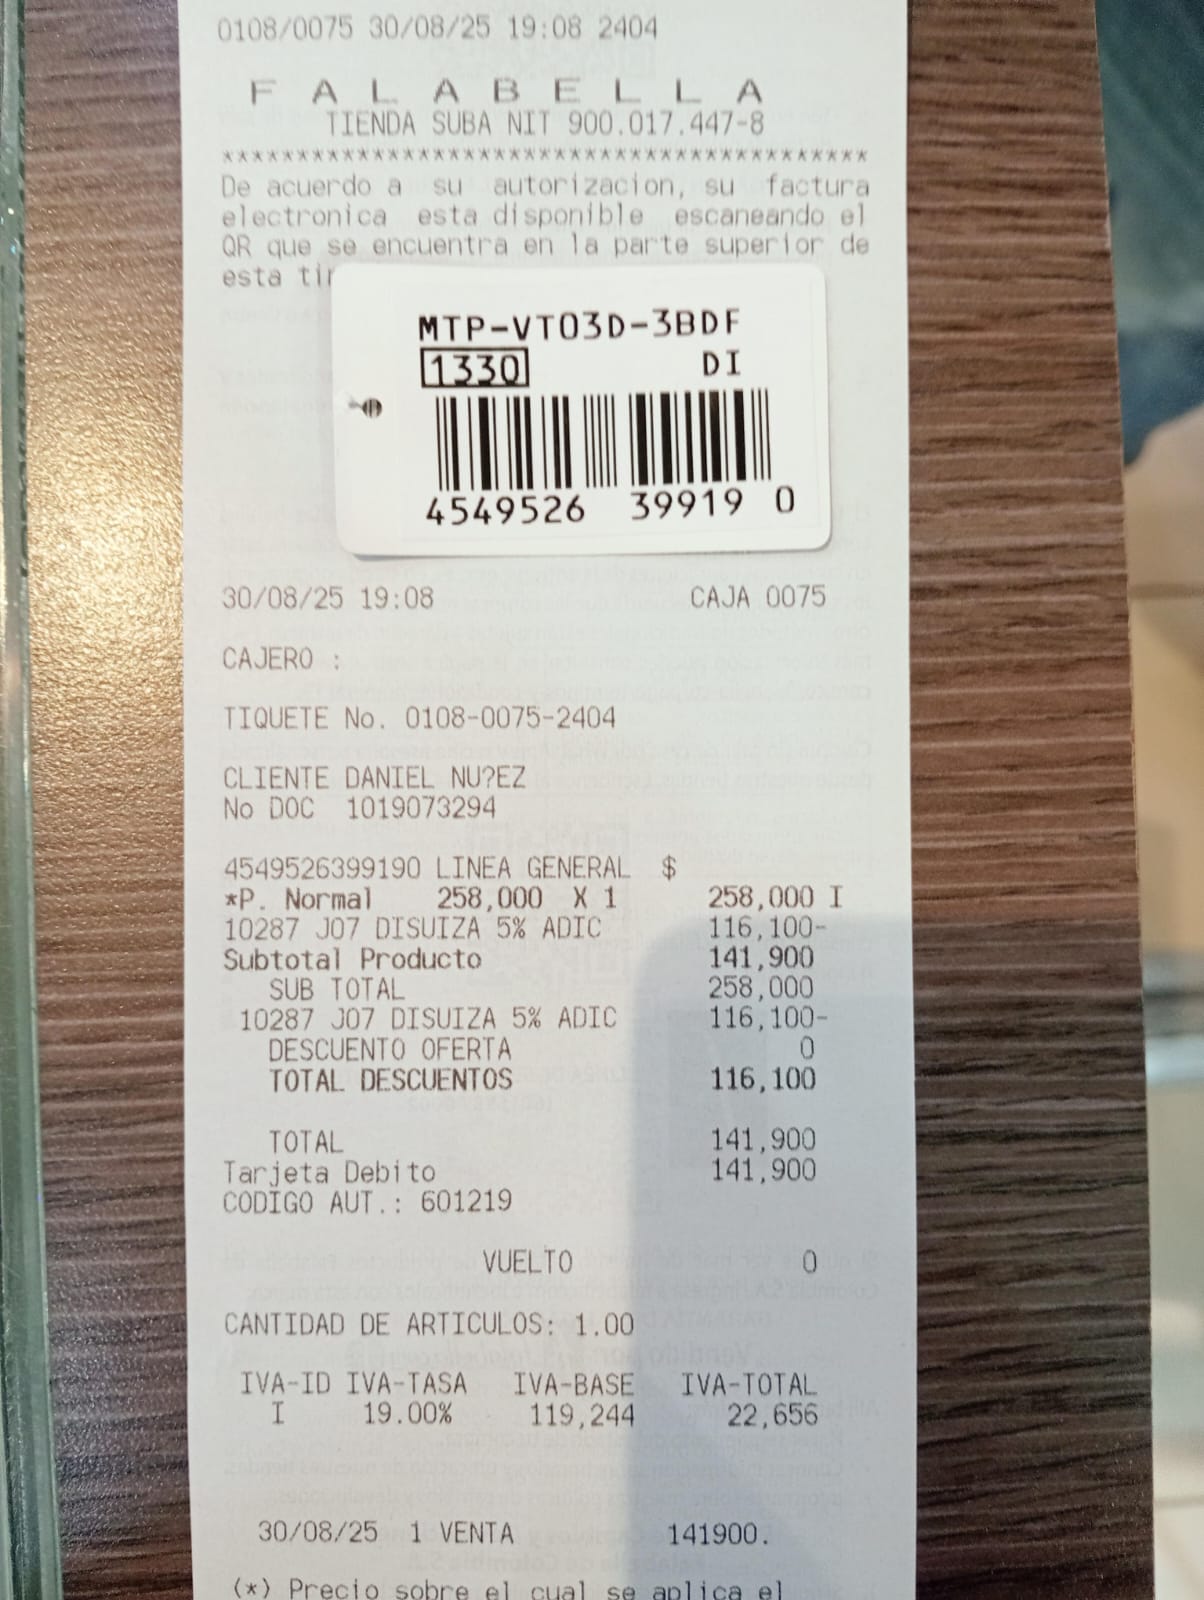 0108/0075 30/08/25 19:08 2404
F A L A B E L L A
TIENDA SUBA NIT 900.017.447-8
*******************************************
De acuerdo a su autorizacion, su factura
electronica esta disponible escaneando el
QR que se encuentra en la parte superior de
esta
MTP-VT03D-3BDF
1330 DI
4549526 39919 0
30/08/25 19:08 CAJA 0075
CAJERO :
TIQUETE No. 0108-0075-2404
CLIENTE DANIEL NU?EZ
No DOC 1019073294
4549526399190 LINEA GENERAL $
*P. Normal 258,000 X 1 258,000 I
10287 J07 DISUIZA 5% ADIC 116,100-
Subtotal Producto 141,900
SUB TOTAL 258,000
10287 J07 DISUIZA 5% ADIC 116,100-
DESCUENTO OFERTA 0
TOTAL DESCUENTOS 116,100
TOTAL 141,900
Tarjeta Debito 141,900
CODIGO AUT.: 601219
VUELTO 0
CANTIDAD DE ARTICULOS: 1.00
IVA-ID IVA-TASA IVA-BASE IVA-TOTAL
I 19.00% 119,244 22,656
30/08/25 1 VENTA 141900.
(*) Precio sobre el cual se aplica el